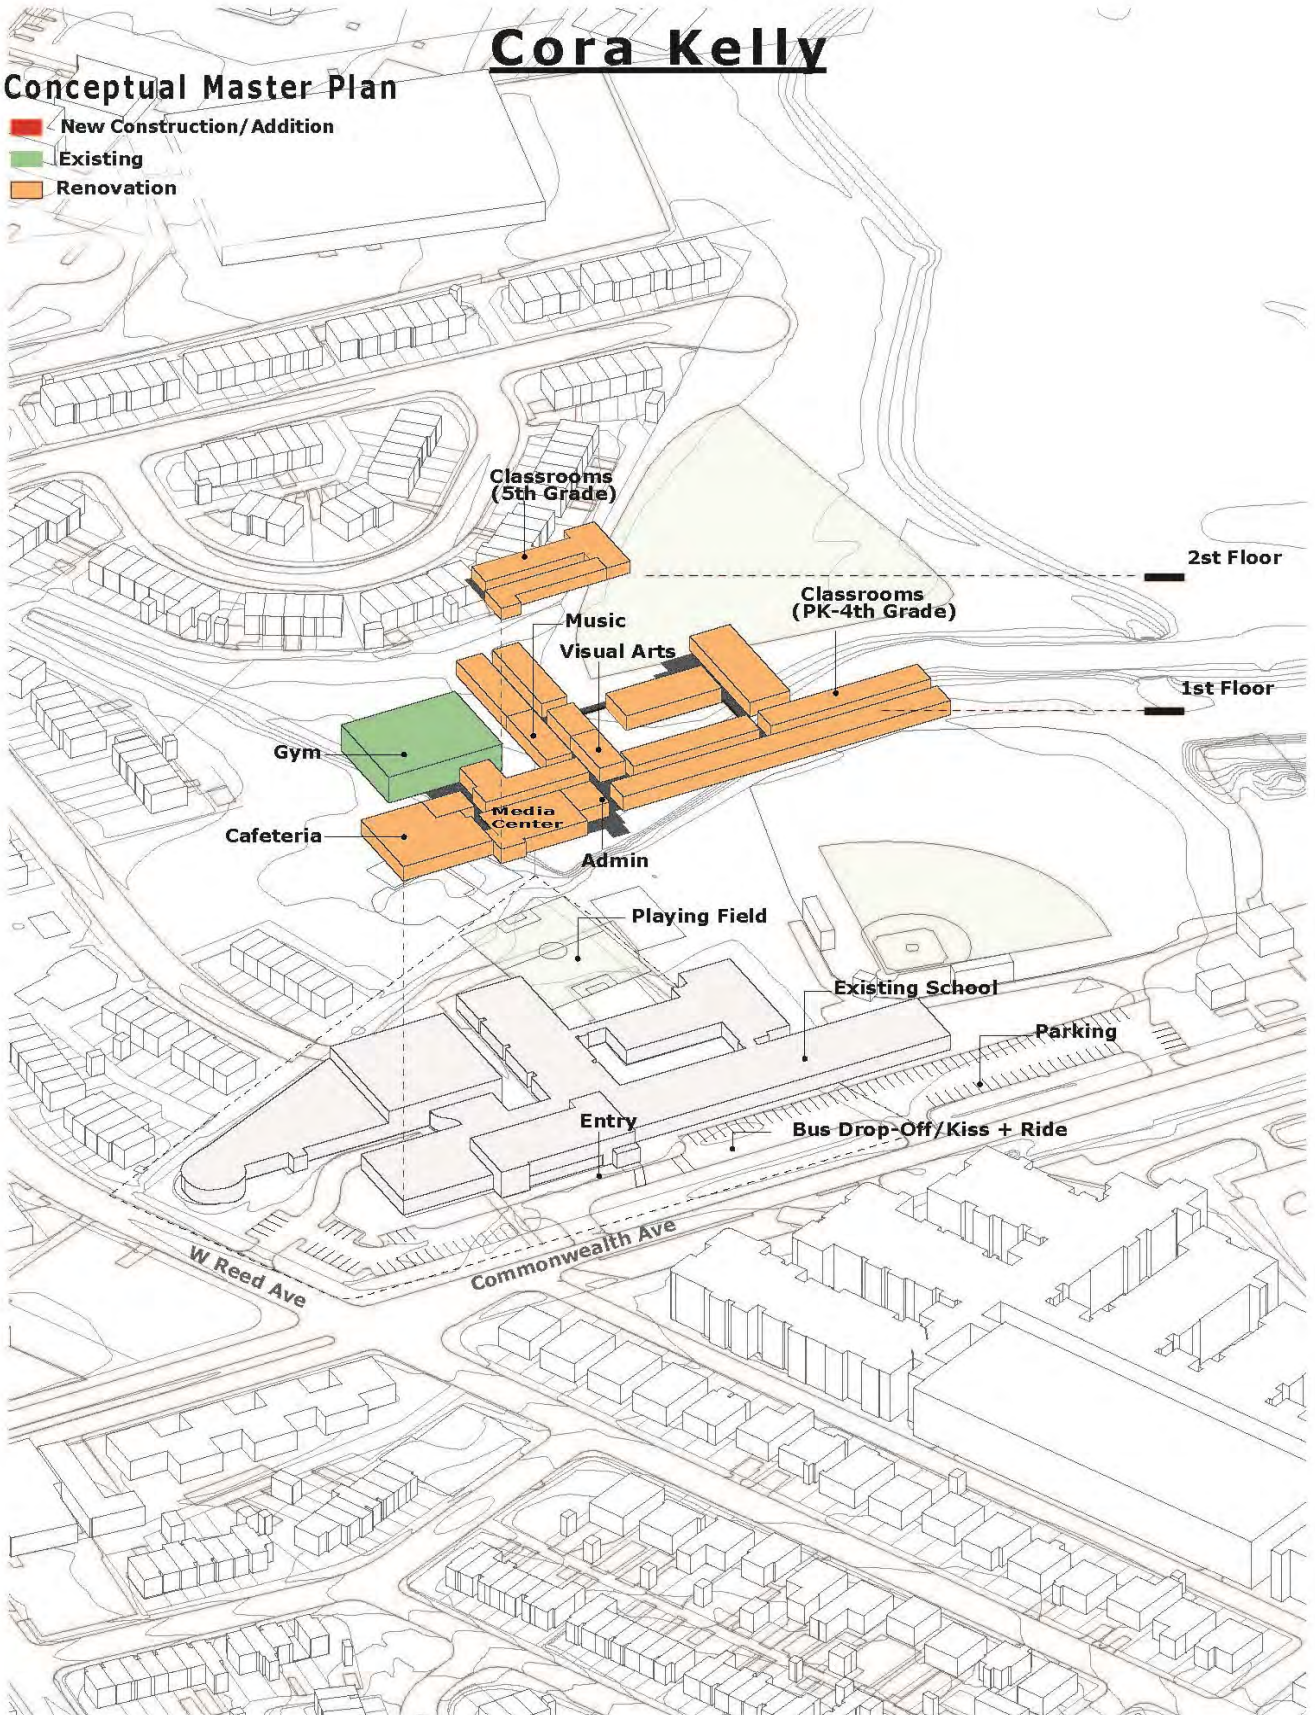 Cora Kelly
Conceptual Master Plan
New Construction/Addition
Existing
Renovation
Classrooms
(5th Grade)
2st Floor
Classrooms
(PK-4th Grade)
Music
Visual Arts
1st Floor
Gym
Media
Center
Cafeteria
Admin
Playing Field
Existing School
Parking
Entry
Bus Drop-Off/Kiss + Ride
W Reed Ave
Commonwealth Ave